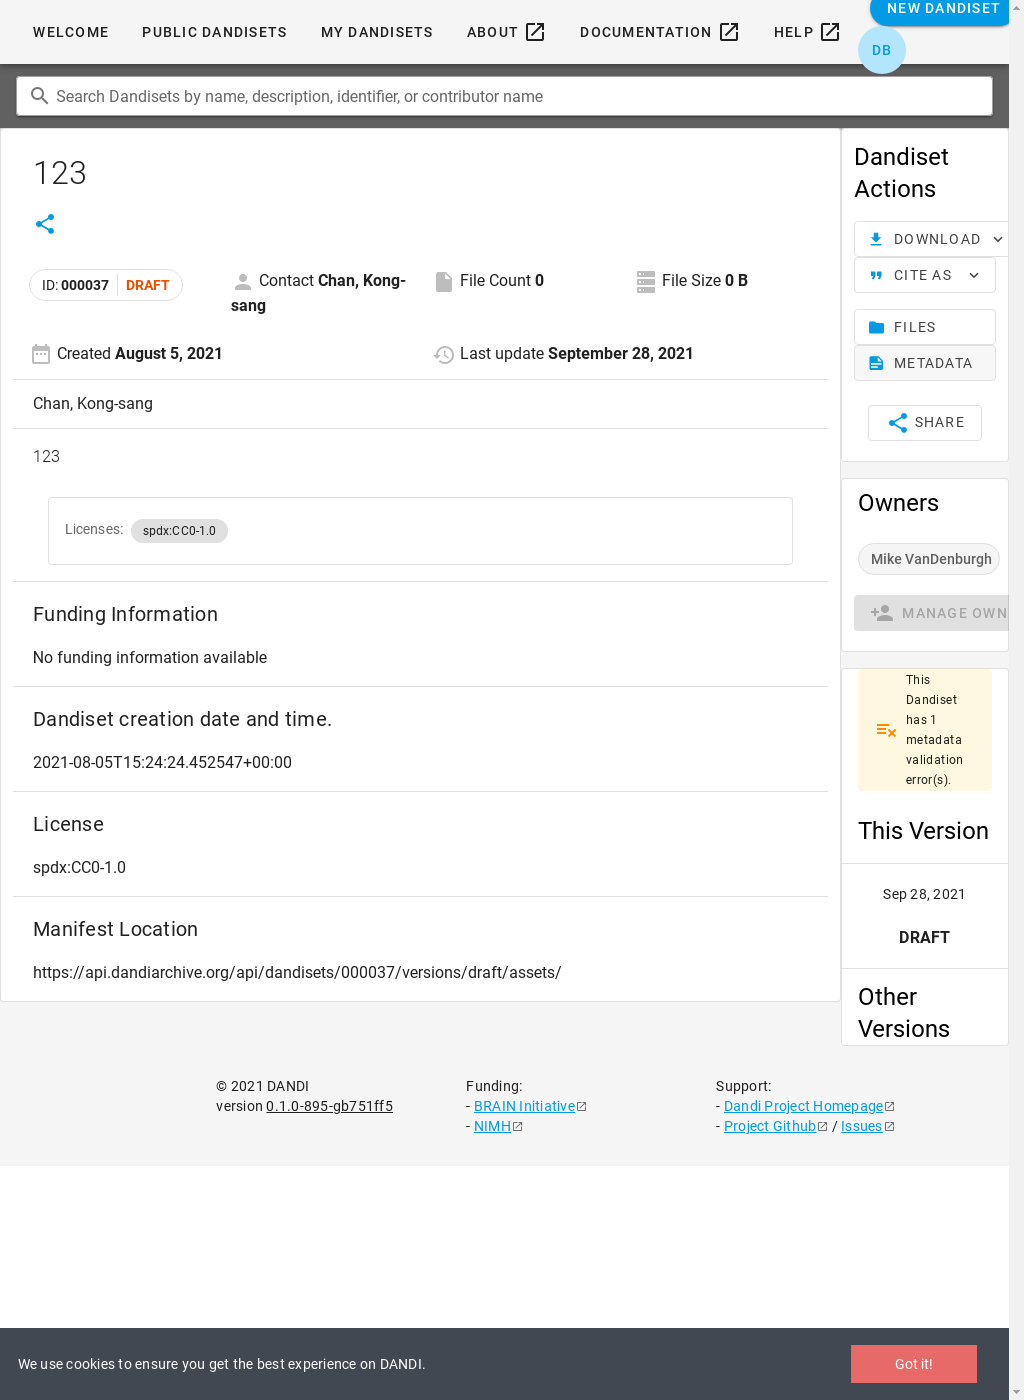 NEW DANDISET
WELCOME PUBLIC DANDISETS MY DANDISETS ABOUT DOCUMENTATION HELP
DB
Search Dandisets by name, description, identifier, or contributor name
123
ID: 000037 DRAFT
Contact Chan, Kong-
sang
File Count 0
File Size 0 B
Created August 5, 2021
Last update September 28, 2021
Chan, Kong-sang
123
Licenses: spdx:CC0-1.0
Funding Information
No funding information available
Dandiset creation date and time.
2021-08-05T15:24:24.452547+00:00
License
spdx:CC0-1.0
Manifest Location
https://api.dandiarchive.org/api/dandisets/000037/versions/draft/assets/
Dandiset
Actions
DOWNLOAD
CITE AS
FILES
METADATA
SHARE
Owners
Mike VanDenburgh
MANAGE OWN
This
Dandiset
has 1
metadata
validation
error(s).
This Version
Sep 28, 2021
DRAFT
Other
Versions
© 2021 DANDI
version 0.1.0-895-gb751ff5
Funding:
- BRAIN Initiative
- NIMH
Support:
- Dandi Project Homepage
- Project Github / Issues
We use cookies to ensure you get the best experience on DANDI.
Got it!